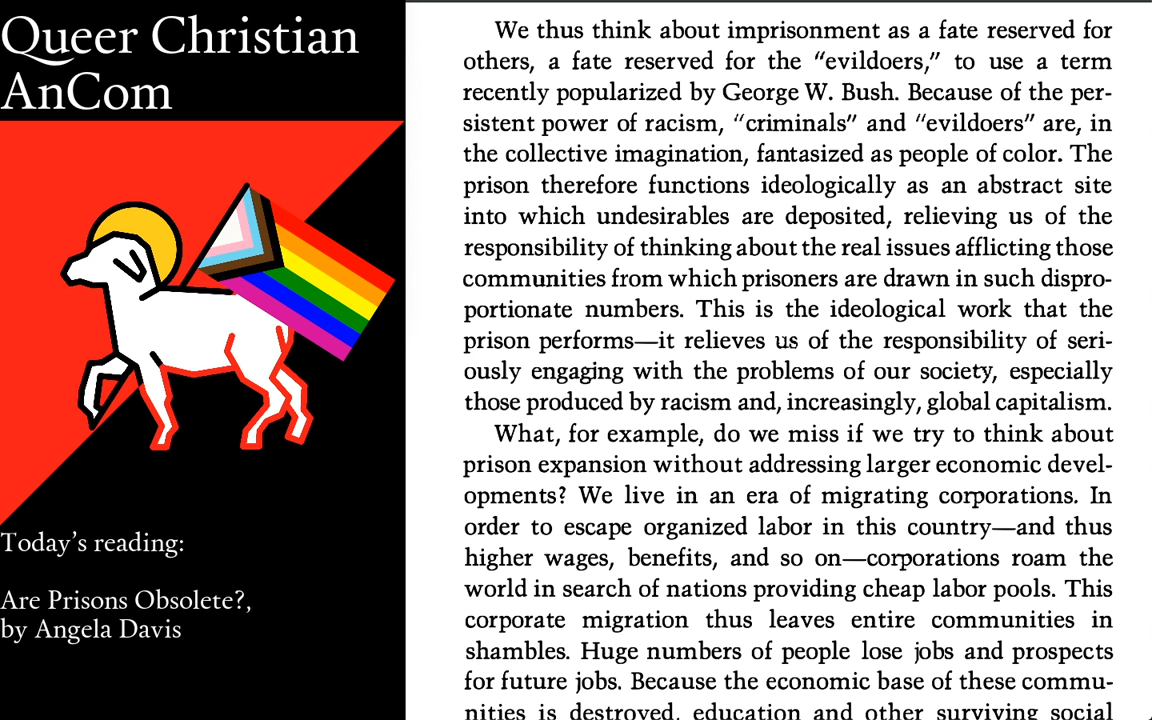 Queer Christian
AnCom
Today’s reading:
Are Prisons Obsolete?,
by Angela Davis
We thus think about imprisonment as a fate reserved for
others, a fate reserved for the “evildoers,” to use a term
recently popularized by George W. Bush. Because of the per-
sistent power of racism, “criminals” and “evildoers” are, in
the collective imagination, fantasized as people of color. The
prison therefore functions ideologically as an abstract site
into which undesirables are deposited, relieving us of the
responsibility of thinking about the real issues afflicting those
communities from which prisoners are drawn in such dispro-
portionate numbers. This is the ideological work that the
prison performs—it relieves us of the responsibility of seri-
ously engaging with the problems of our society, especially
those produced by racism and, increasingly, global capitalism.
What, for example, do we miss if we try to think about
prison expansion without addressing larger economic devel-
opments? We live in an era of migrating corporations. In
order to escape organized labor in this country—and thus
higher wages, benefits, and so on—corporations roam the
world in search of nations providing cheap labor pools. This
corporate migration thus leaves entire communities in
shambles. Huge numbers of people lose jobs and prospects
for future jobs. Because the economic base of these commu-
nities is destroyed, education and other surviving social